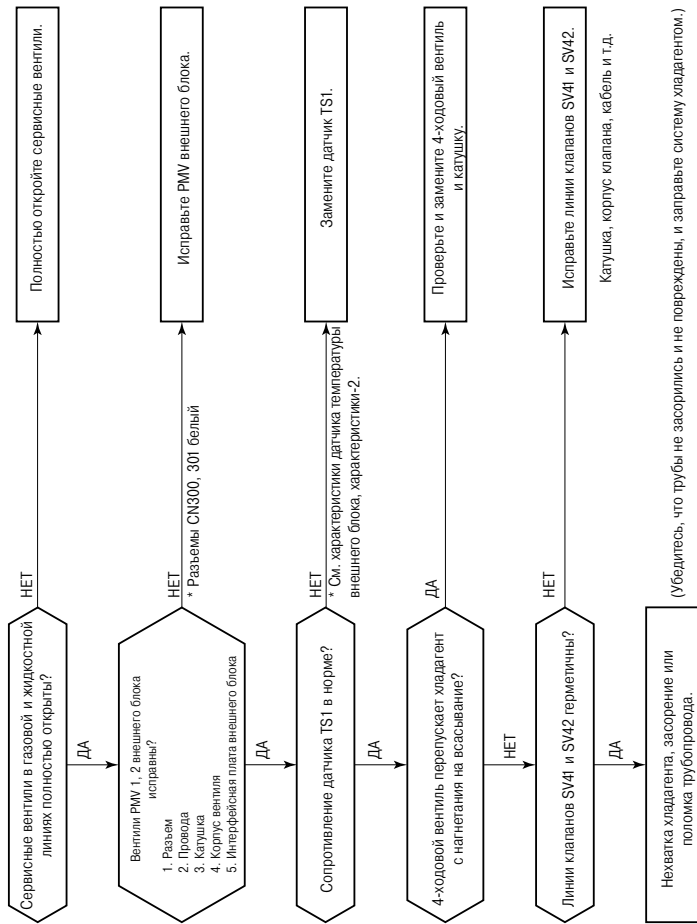 Сервисные вентили в газовой и жидкостной
линиях полностью открыты?
НЕТ
Полностью откройте сервисные вентили.
ДА
Вентили PMV 1, 2 внешнего блока
исправны?
1. Разъем
2. Провода
3. Катушка
4. Корпус вентиля
5. Интерфейсная плата внешнего блока
НЕТ
* Разъемы CN300, 301 белый
Исправьте PMV внешнего блока.
ДА
Сопротивление датчика TS1 в норме?
НЕТ
* См. характеристики датчика температуры
внешнего блока, характеристики-2.
Замените датчик TS1.
ДА
4-ходовой вентиль перепускает хладагент
с нагнетания на всасывание?
ДА
Проверьте и замените 4-ходовый вентиль
и катушку.
НЕТ
Линии клапанов SV41 и SV42 герметичны?
НЕТ
Исправьте линии клапанов SV41 и SV42.
Катушка, корпус клапана, кабель и т.д.
ДА
Нехватка хладагента, засорение или
поломка трубопровода.
(Убедитесь, что трубы не засорились и не повреждены, и заправьте систему хладагентом.)